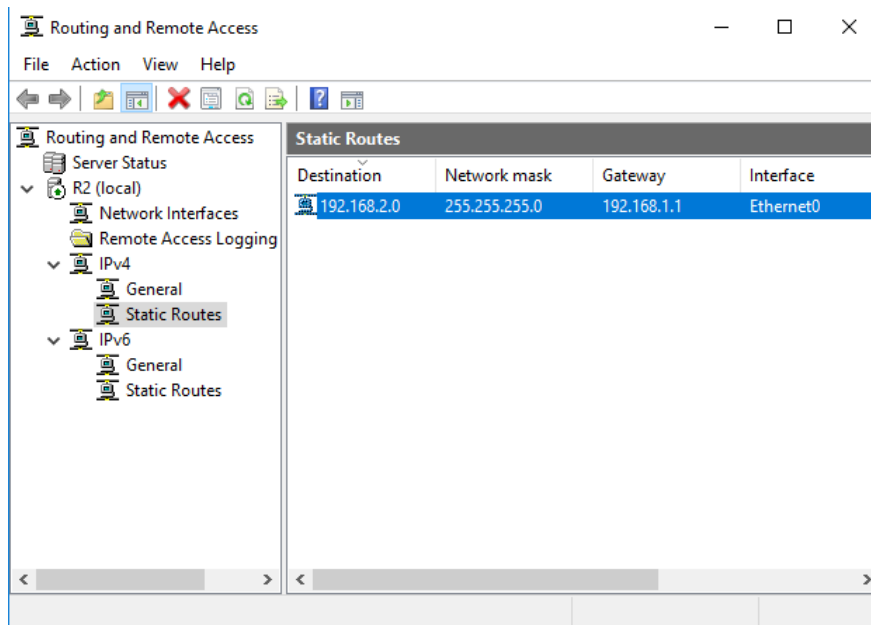 Routing and Remote Access
File Action View Help
Routing and Remote Access
Server Status
R2 (local)
Network Interfaces
Remote Access Logging
IPv4
General
Static Routes
IPv6
General
Static Routes
Static Routes
Destination Network mask Gateway Interface
192.168.2.0 255.255.255.0 192.168.1.1 Ethernet0